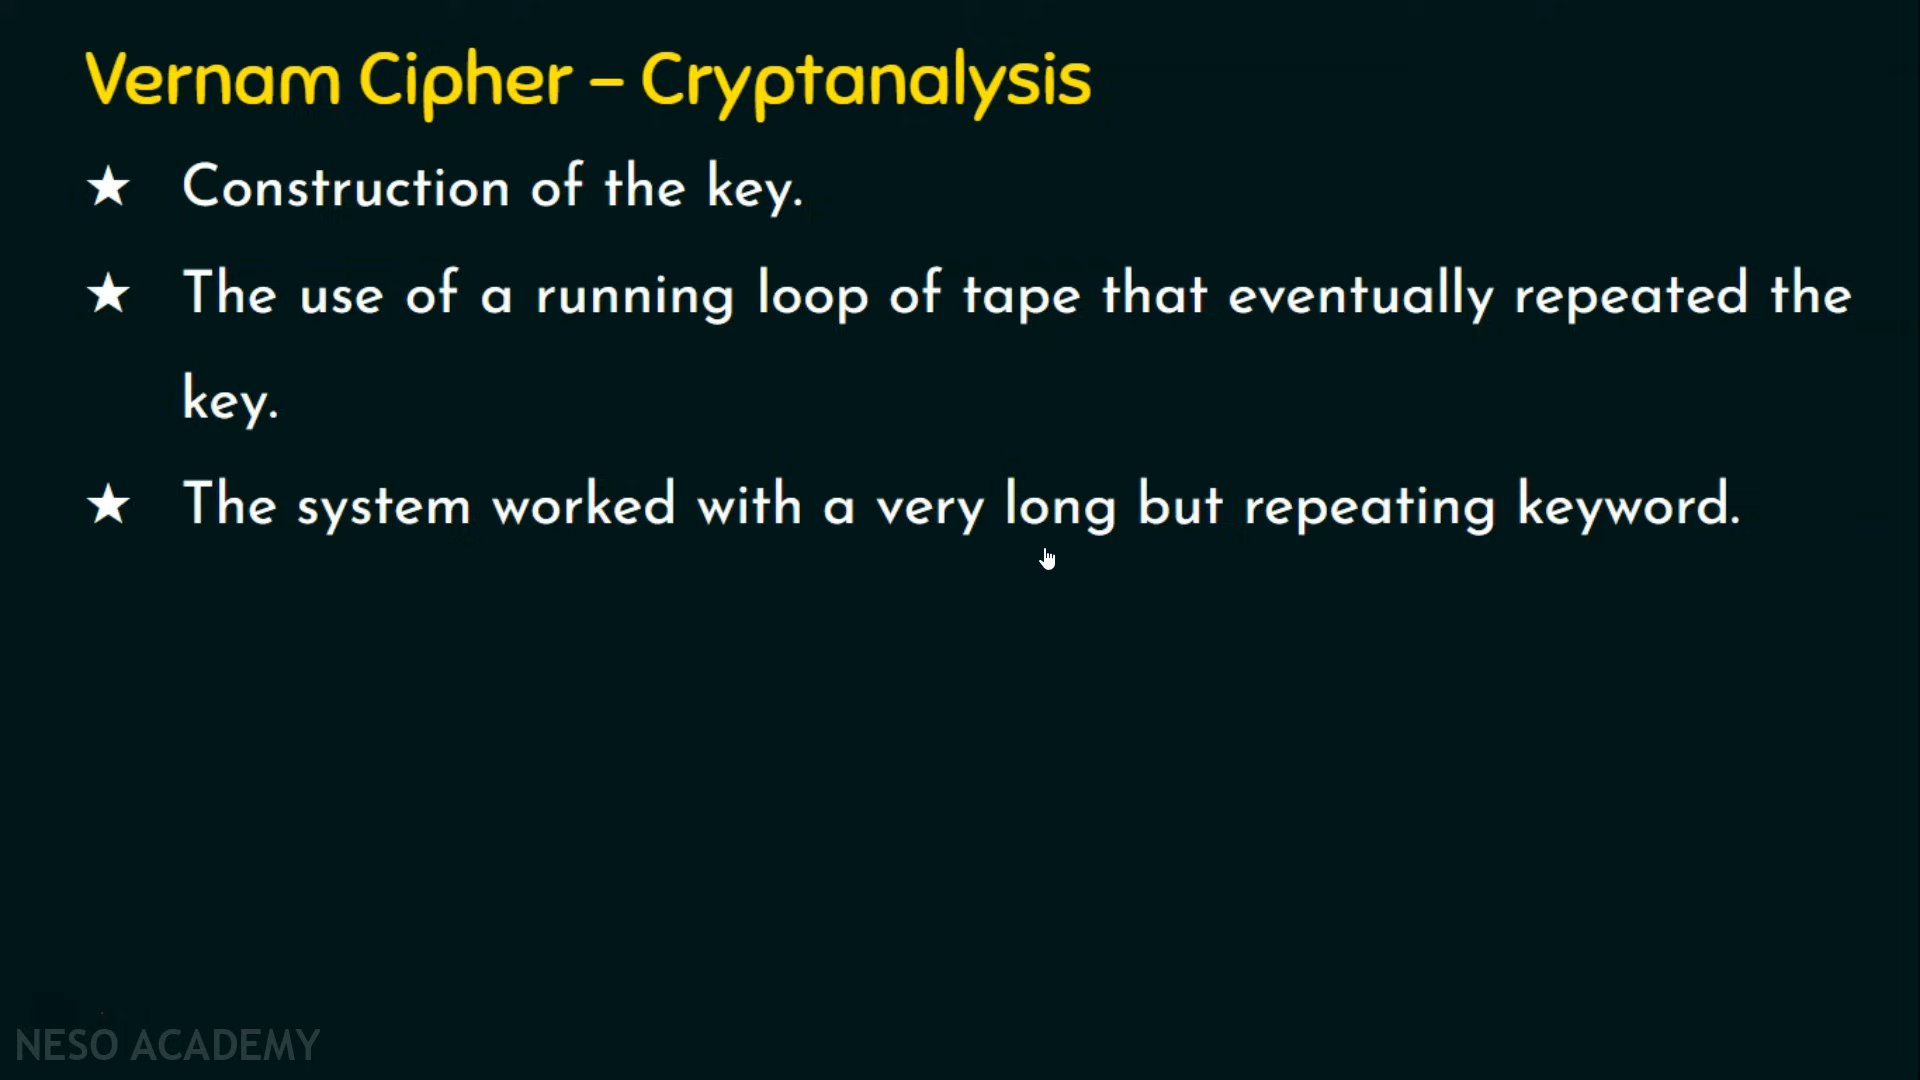 Vernam Cipher – Cryptanalysis
★ Construction of the key.
★ The use of a running loop of tape that eventually repeated the
key.
★ The system worked with a very long but repeating keyword.
NESO ACADEMY